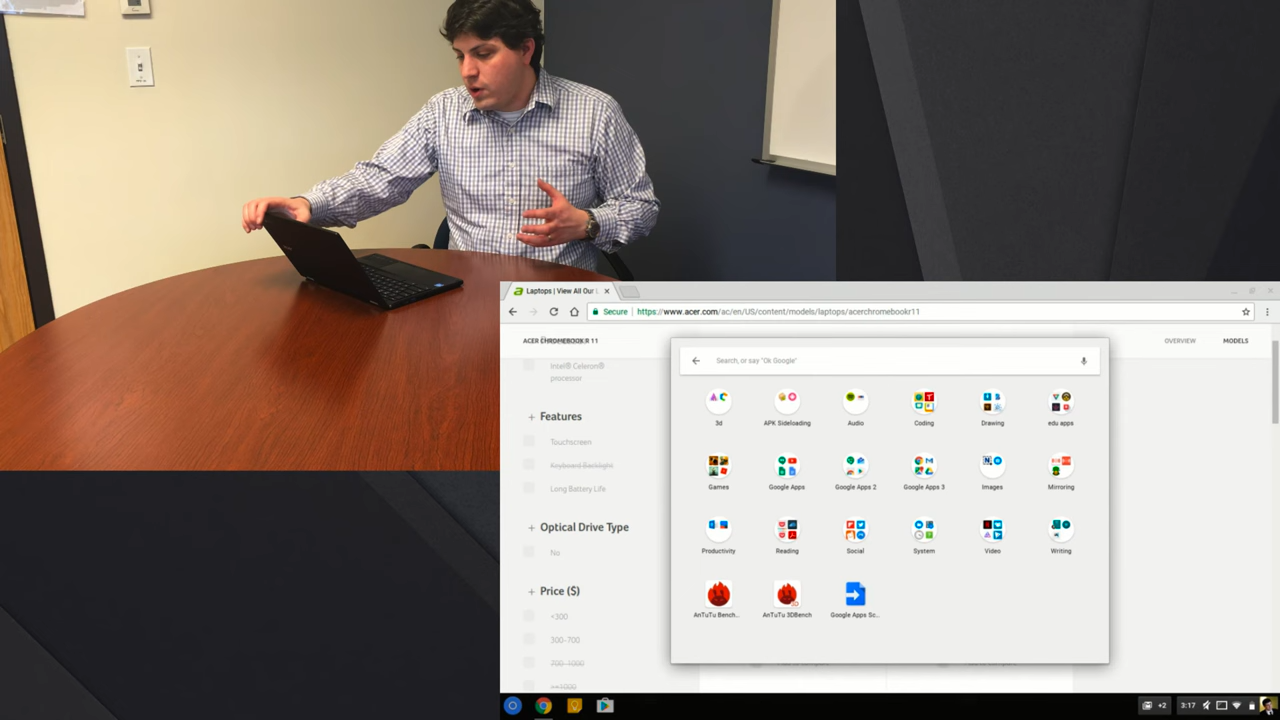 Laptops | View All Our L
Secure https://www.acer.com/ac/en/US/content/models/laptops/acerchromebookr11
ACER CHROMEBOOK R 11
OVERVIEW MODELS
Search, or say "Ok Google"
Intel® Celeron®
processor
+ Features
Touchscreen
Keyboard Backlight
Long Battery Life
+ Optical Drive Type
No
+ Price ($)
<300
300-700
700-1000
>=1000
3d APK Sideloading Audio Coding Drawing edu apps
Games Google Apps Google Apps 2 Google Apps 3 Images Mirroring
Productivity Reading Social System Video Writing
AnTuTu Bench... AnTuTu 3DBench Google Apps Sc...
+2 3:17